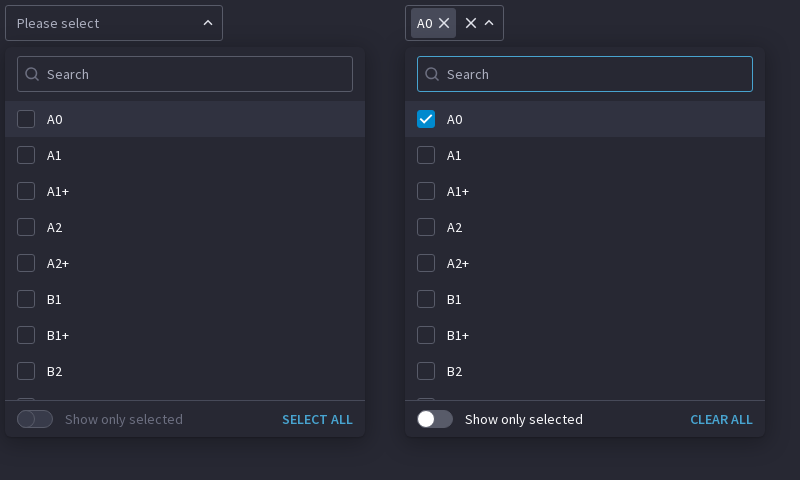 Please select
Search
A0
A1
A1+
A2
A2+
B1
B1+
B2
Show only selected SELECT ALL
A0
Search
A0
A1
A1+
A2
A2+
B1
B1+
B2
Show only selected CLEAR ALL